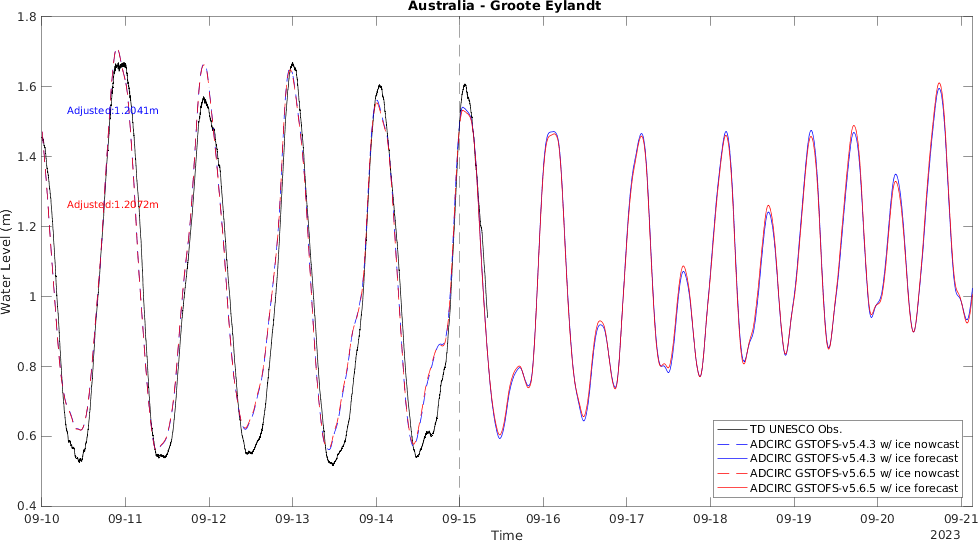 Australia - Groote Eylandt
1.8
1.6
1.4
1.2
1
0.8
0.6
0.4
Water Level (m)
Adjusted:1.2041m
Adjusted:1.2072m
TD UNESCO Obs.
ADCIRC GSTOFS-v5.4.3 w/ ice nowcast
ADCIRC GSTOFS-v5.4.3 w/ ice forecast
ADCIRC GSTOFS-v5.6.5 w/ ice nowcast
ADCIRC GSTOFS-v5.6.5 w/ ice forecast
09-10 09-11 09-12 09-13 09-14 09-15 09-16 09-17 09-18 09-19 09-20 09-21
Time
2023